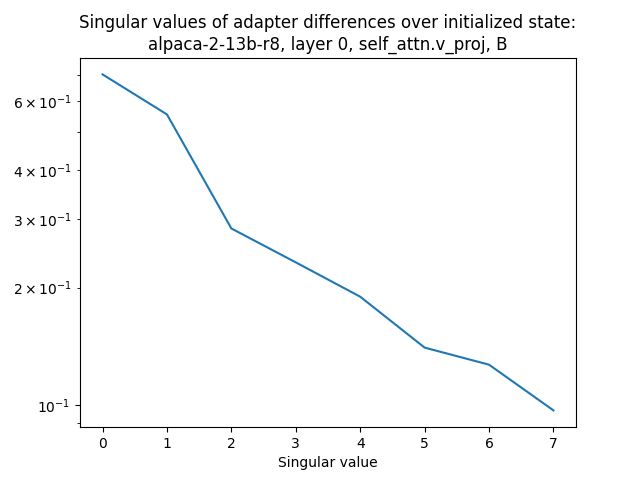 Singular values of adapter differences over initialized state:
alpaca-2-13b-r8, layer 0, self_attn.v_proj, B
6 × 10⁻¹
4 × 10⁻¹
3 × 10⁻¹
2 × 10⁻¹
10⁻¹
0 1 2 3 4 5 6 7
Singular value